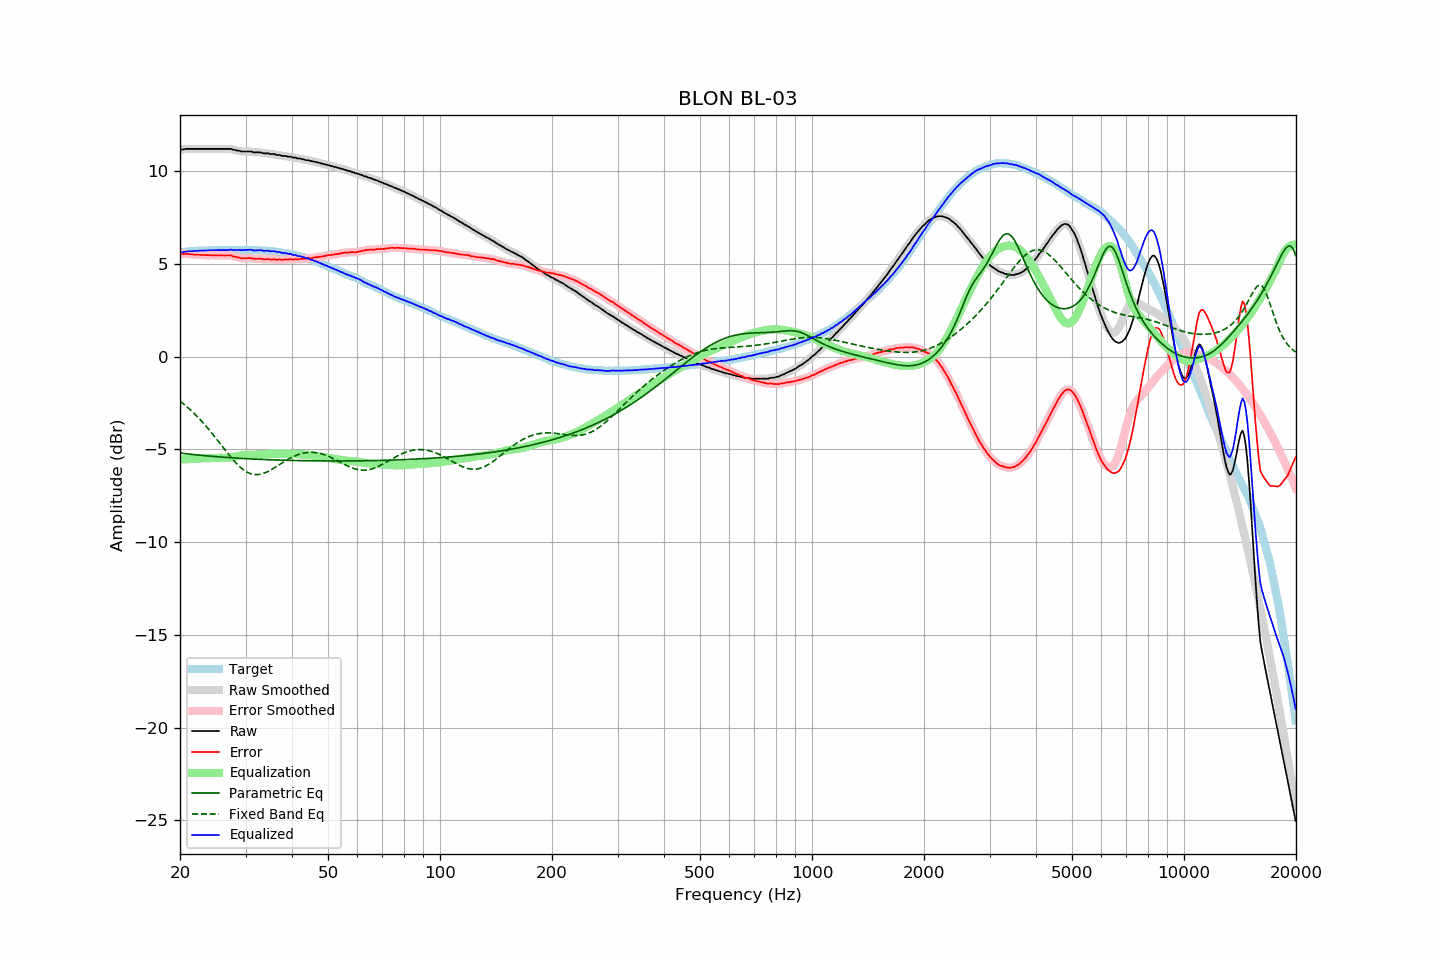 BLON BL-03
Amplitude (dBr)
10
5
0
−5
−10
−15
−20
−25
Target
Raw Smoothed
Error Smoothed
Raw
Error
Equalization
Parametric Eq
Fixed Band Eq
Equalized
20 50 100 200 500 1000 2000 5000 10000 20000
Frequency (Hz)